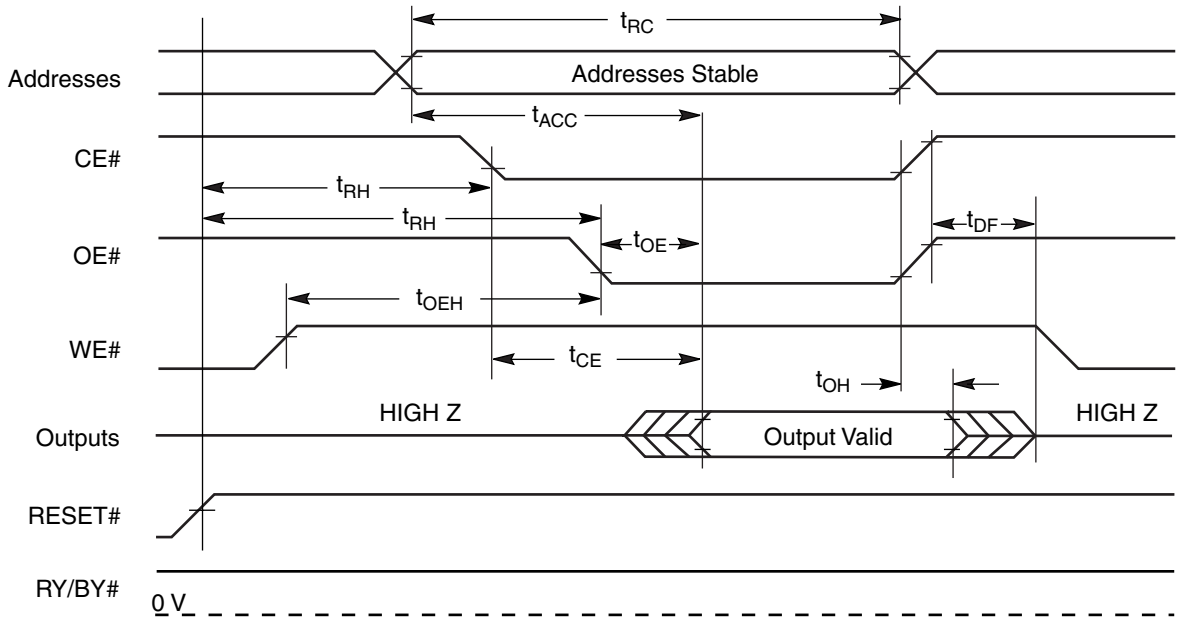 tRC
Addresses
Addresses Stable
tACC
CE#
tRH
tRH
tDF
OE#
tOE
tOEH
WE#
tCE
tOH
HIGH Z
HIGH Z
Outputs
Output Valid
RESET#
RY/BY#
0 V